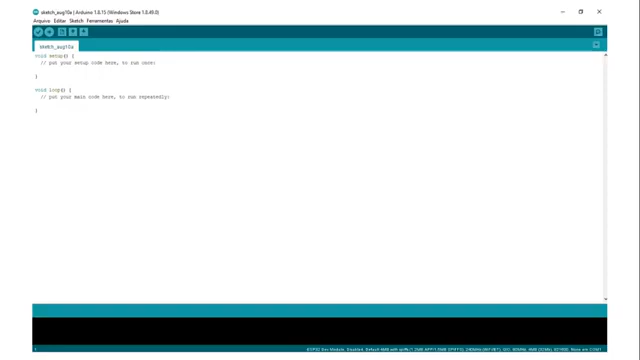 sketch_aug10a | Arduino 1.8.15 (Windows Store 1.8.49.0)
Arquivo Editar Sketch Ferramentas Ajuda
sketch_aug10a
void setup() {
// put your setup code here, to run once:
}
void loop() {
// put your main code here, to run repeatedly:
}
1